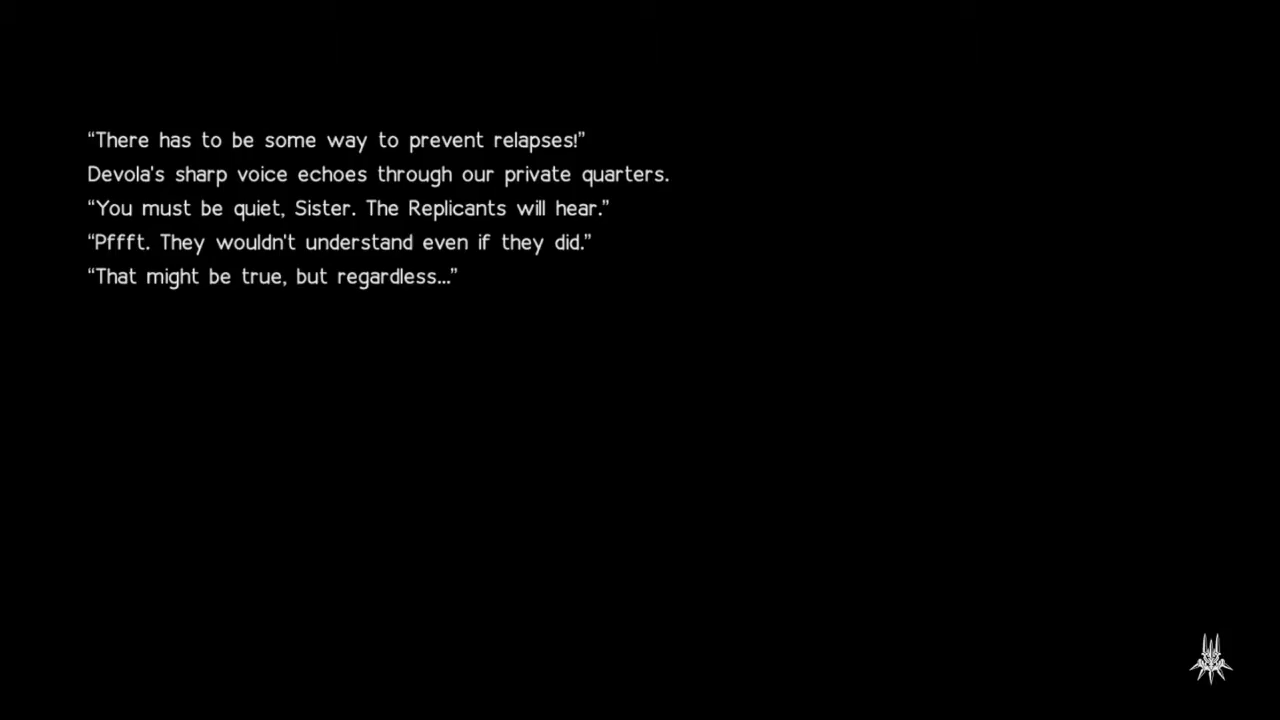 “There has to be some way to prevent relapses!”
Devola's sharp voice echoes through our private quarters.
“You must be quiet, Sister. The Replicants will hear.”
“Pffft. They wouldn't understand even if they did.”
“That might be true, but regardless...”